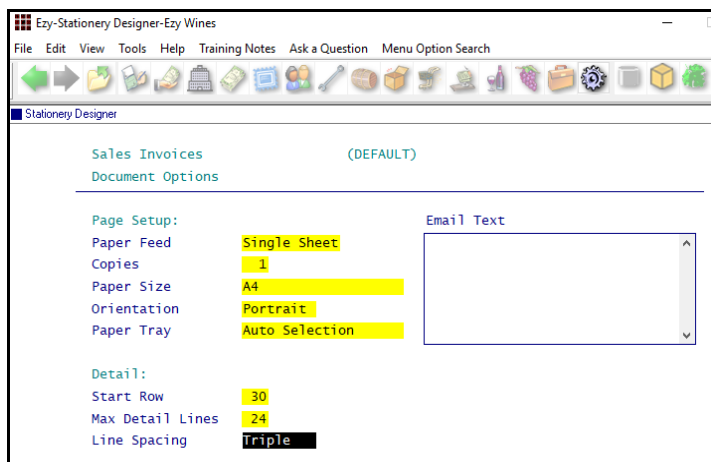 Ezy-Stationery Designer-Ezy Wines
File Edit View Tools Help Training Notes Ask a Question Menu Option Search
Stationery Designer
Sales Invoices (DEFAULT)
Document Options
Page Setup: Email Text
Paper Feed Single Sheet
Copies 1
Paper Size A4
Orientation Portrait
Paper Tray Auto Selection
Detail:
Start Row 30
Max Detail Lines 24
Line Spacing Triple